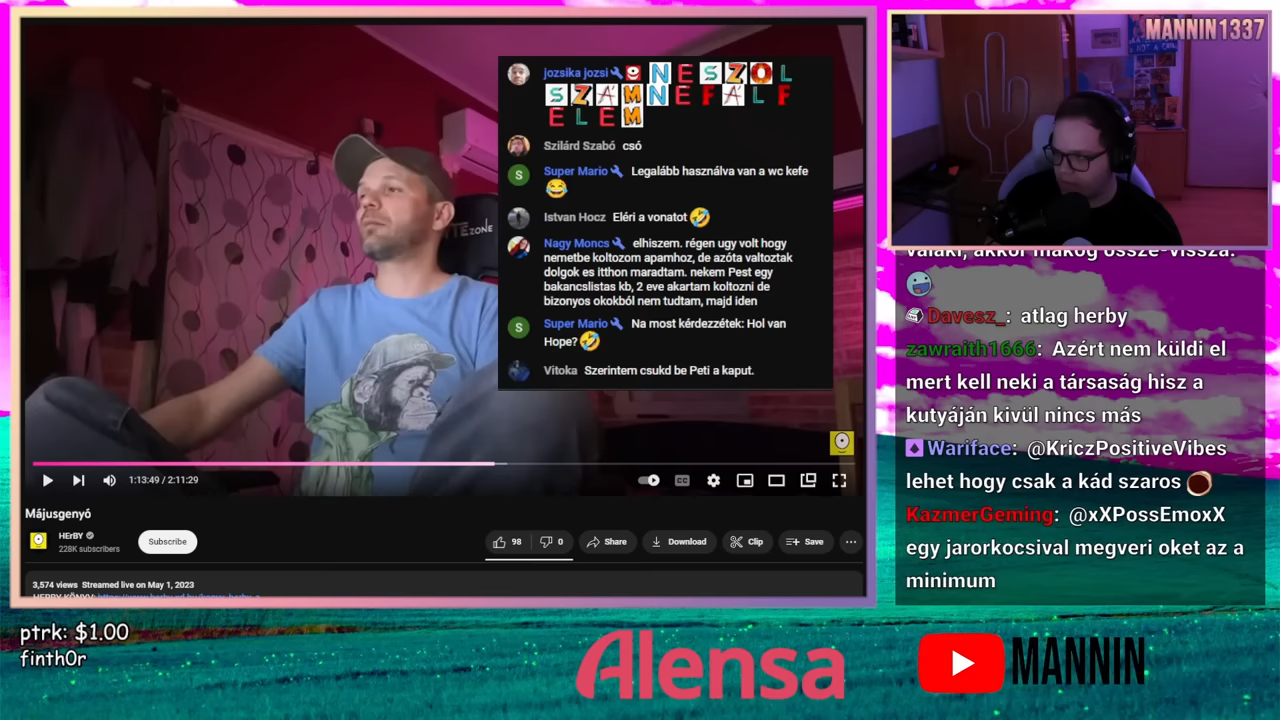 MANNIN1337
NOT A CRIM
TEZONE
jozsika jozsi NESZOL
SZAMNEFALF
ELEM
Szilárd Szabó csó
S Super Mario Legalább használva van a wc kefe
Istvan Hocz Eléri a vonatot
Nagy Moncs elhiszem. régen ugy volt hogy
nemetbe koltozom apamhoz, de azóta valtoztak
dolgok es itthon maradtam. nekem Pest egy
bakancslistas kb, 2 eve akartam koltozni de
bizonyos okokból nem tudtam, majd iden
S Super Mario Na most kérdezzétek: Hol van
Hope?
Vitoka Szerintem csukd be Peti a kaput.
1:13:49 / 2:11:29
CC
Májusgenyó
HErBY
228K subscribers
Subscribe
98
0
Share
Download
Clip
Save
3,574 views Streamed live on May 1, 2023
valaki, akkor makog össze-vissza.
Davesz_: atlag herby
zawraith1666: Azért nem küldi el
mert kell neki a társaság hisz a
kutyáján kivül nincs más
Wariface: @KriczPositiveVibes
lehet hogy csak a kád szaros
KazmerGeming: @xXPossEmoxX
egy jarorkocsival megveri oket az a
minimum
ptrk: $1.00
finth0r
Alensa
MANNIN